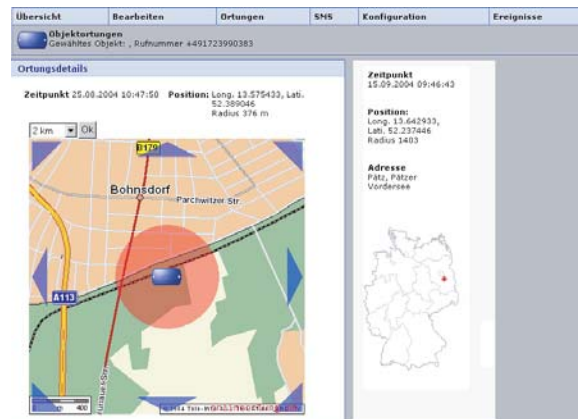 Übersicht Bearbeiten Ortungen SMS Konfiguration Ereignisse
Objektortungen
Gewähltes Objekt: , Rufnummer +491723990383
Ortungsdetails
Zeitpunkt 25.08.2004 10:47:50 Position: Long. 13.575433, Lati.
52.389046
Radius 376 m
2 km Ok
B179
Bohnsdorf
Parchwitzer Str.
A113
400
Zeitpunkt
15.09.2004 09:46:43
Position:
Long. 13.642933,
Lati. 52.237446
Radius 1403
Adresse
Pätz, Pätzer
Vordersee